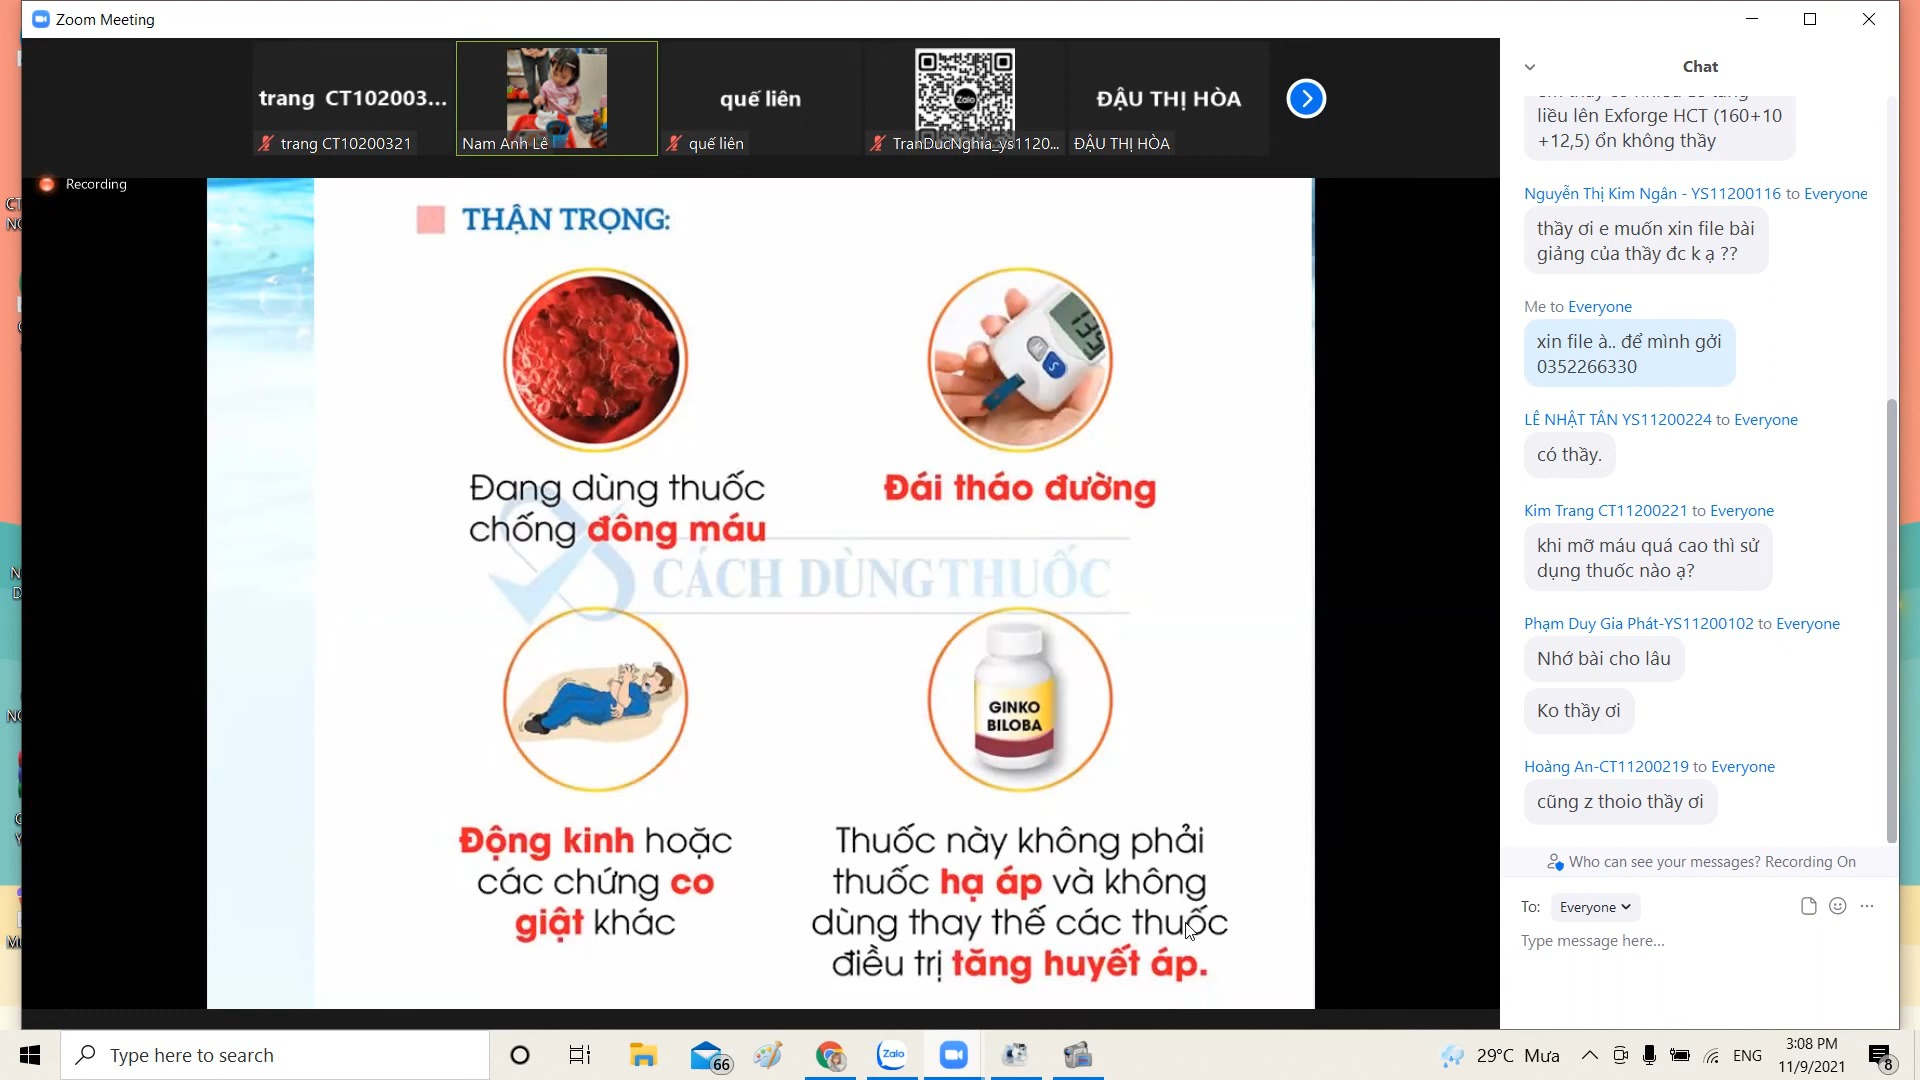 Zoom Meeting
trang CT102003...
trang CT10200321
Nam Anh Lê
quế liên
quế liên
Zalo
TranDucNghia_ys1120...
ĐẬU THỊ HÒA
ĐẬU THỊ HÒA
Recording
THẬN TRỌNG:
Đang dùng thuốc
chống đông máu
Đái tháo đường
CÁCH DÙNG THUỐC
GINKO
BILOBA
Động kinh hoặc
các chứng co
giật khác
Thuốc này không phải
thuốc hạ áp và không
dùng thay thế các thuốc
điều trị tăng huyết áp.
Chat
liều lên Exforge HCT (160+10
+12,5) ổn không thầy
Nguyễn Thị Kim Ngân - YS11200116 to Everyone
thầy ơi e muốn xin file bài
giảng của thầy đc k ạ ??
Me to Everyone
xin file à.. để mình gởi
0352266330
LÊ NHẬT TÂN YS11200224 to Everyone
có thầy.
Kim Trang CT11200221 to Everyone
khi mỡ máu quá cao thì sử
dụng thuốc nào ạ?
Phạm Duy Gia Phát-YS11200102 to Everyone
Nhớ bài cho lâu
Ko thầy ơi
Hoàng An-CT11200219 to Everyone
cũng z thoio thầy ơi
Who can see your messages? Recording On
To: Everyone
Type message here...
Type here to search
66
Zalo
29°C Mưa
ENG
3:08 PM
11/9/2021
8